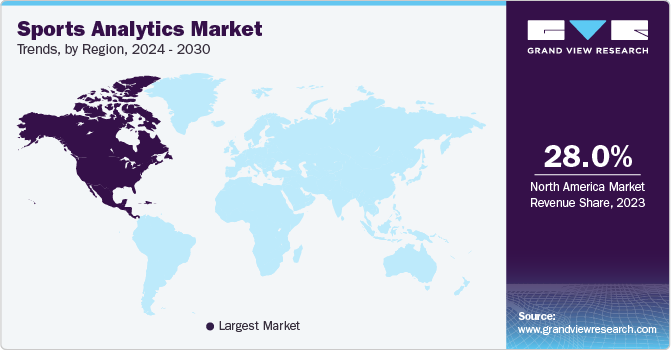 Sports Analytics Market
Trends, by Region, 2024 - 2030
GRAND VIEW RESEARCH
28.0%
North America Market
Revenue Share, 2023
Largest Market
Source:
www.grandviewresearch.com